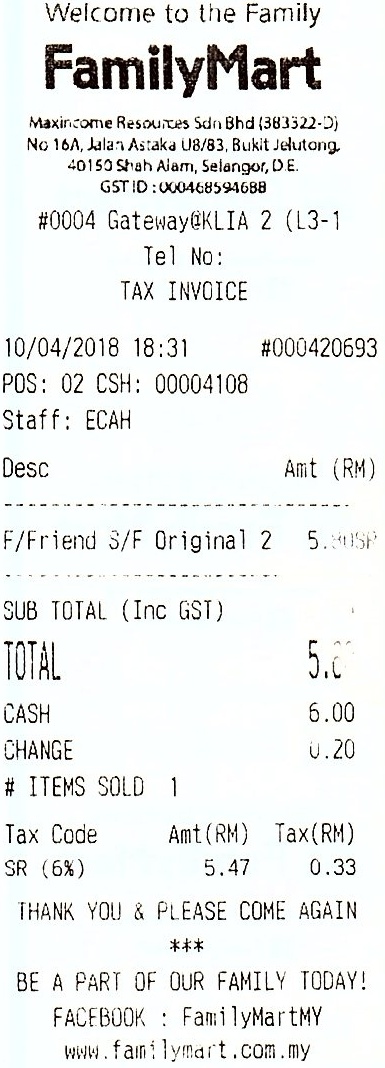 Welcome to the Family
FamilyMart
Maxincome Resources Sdn Bhd (383322-D)
No 16A, Jalan Astaka U8/83, Bukit Jelutong,
40150 Shah Alam, Selangor, D.E.
GST ID : 000468594688
#0004 Gateway@KLIA 2 (L3-1
Tel No:
TAX INVOICE
10/04/2018 18:31 #000420693
POS: 02 CSH: 00004108
Staff: ECAH
Desc Amt (RM)
F/Friend S/F Original 2 5.80SR
SUB TOTAL (Inc GST)
TOTAL
CASH 6.00
CHANGE 0.20
# ITEMS SOLD 1
Tax Code Amt(RM) Tax(RM)
SR (6%) 5.47 0.33
THANK YOU & PLEASE COME AGAIN
***
BE A PART OF OUR FAMILY TODAY!
FACEBOOK : FamilyMartMY
www.familymart.com.my